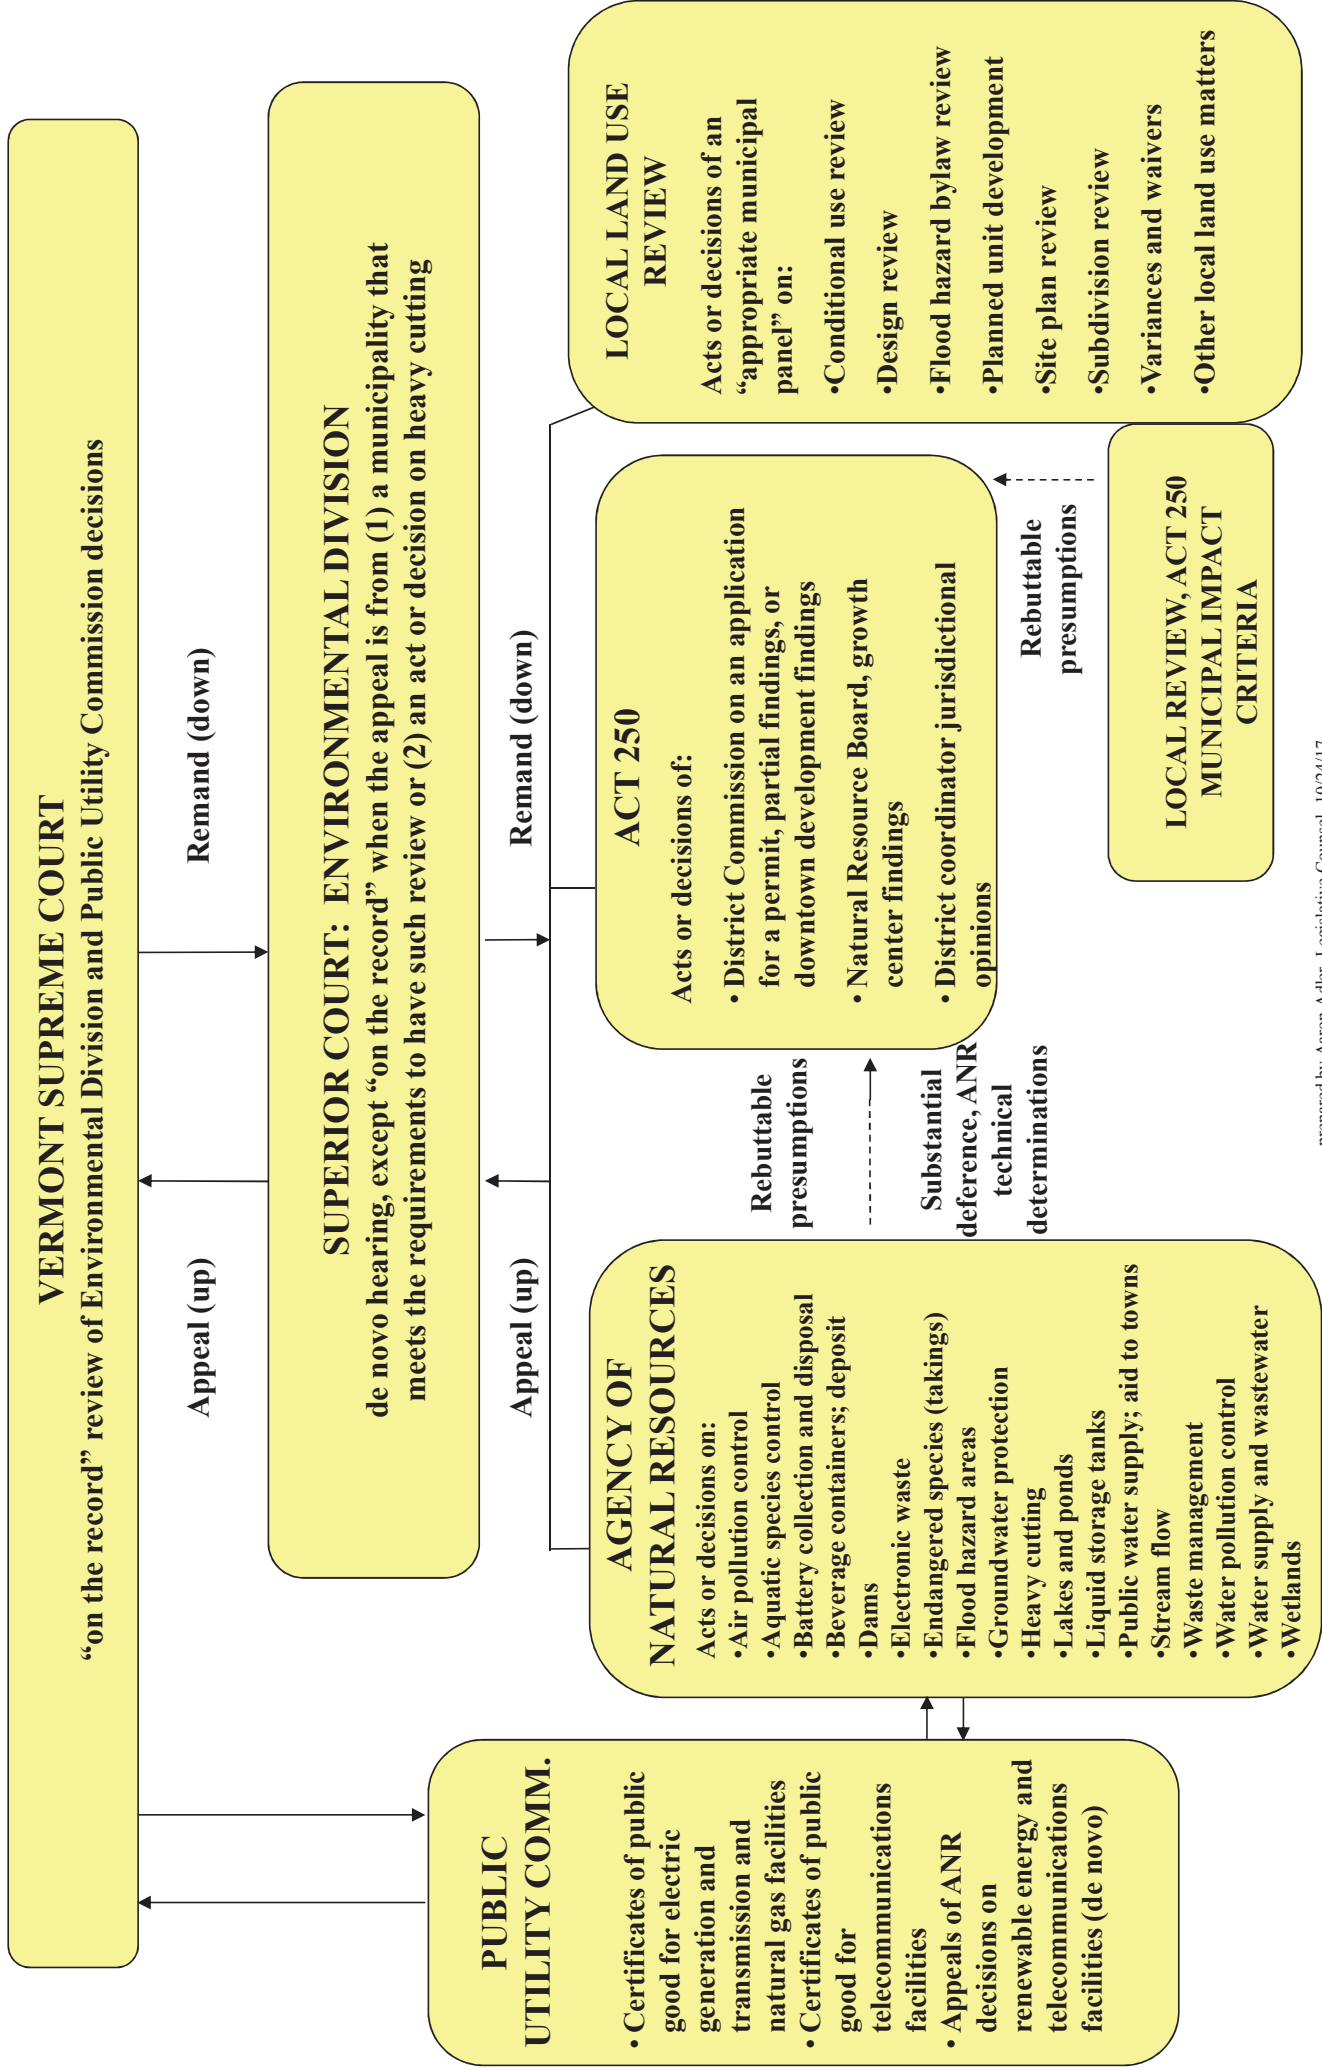 VERMONT SUPREME COURT
“on the record” review of Environmental Division and Public Utility Commission decisions
Appeal (up)
Remand (down)
SUPERIOR COURT: ENVIRONMENTAL DIVISION
de novo hearing, except “on the record” when the appeal is from (1) a municipality that
meets the requirements to have such review or (2) an act or decision on heavy cutting
Appeal (up)
Remand (down)
PUBLIC
UTILITY COMM.
• Certificates of public
good for electric
generation and
transmission and
natural gas facilities
• Certificates of public
good for
telecommunications
facilities
• Appeals of ANR
decisions on
renewable energy and
telecommunications
facilities (de novo)
AGENCY OF
NATURAL RESOURCES
Acts or decisions on:
•Air pollution control
•Aquatic species control
•Battery collection and disposal
•Beverage containers; deposit
•Dams
•Electronic waste
•Endangered species (takings)
•Flood hazard areas
•Groundwater protection
•Heavy cutting
•Lakes and ponds
•Liquid storage tanks
•Public water supply; aid to towns
•Stream flow
•Waste management
•Water pollution control
•Water supply and wastewater
•Wetlands
Rebuttable
presumptions
Substantial
deference, ANR
technical
determinations
ACT 250
Acts or decisions of:
• District Commission on an application
for a permit, partial findings, or
downtown development findings
• Natural Resource Board, growth
center findings
• District coordinator jurisdictional
opinions
Rebuttable
presumptions
LOCAL REVIEW, ACT 250
MUNICIPAL IMPACT
CRITERIA
LOCAL LAND USE
REVIEW
Acts or decisions of an
“appropriate municipal
panel” on:
•Conditional use review
•Design review
•Flood hazard bylaw review
•Planned unit development
•Site plan review
•Subdivision review
•Variances and waivers
•Other local land use matters
prepared by Aaron Adler, Legislative Counsel, 10/24/17